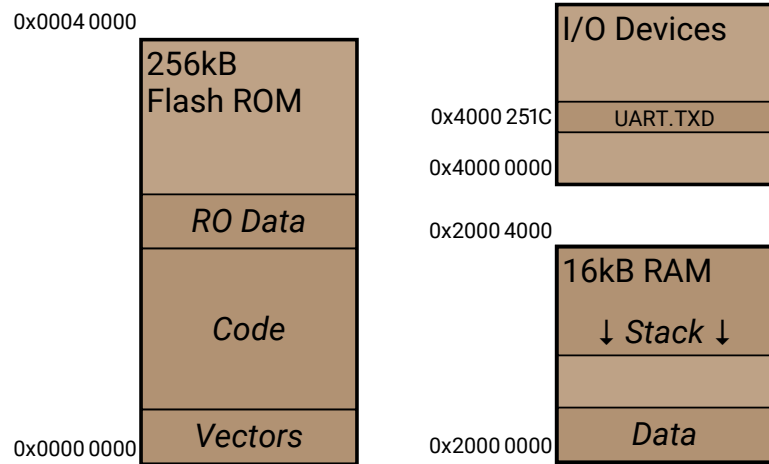 0x0004 0000
256kB
Flash ROM
RO Data
Code
Vectors
0x0000 0000
I/O Devices
0x4000 251C
UART.TXD
0x4000 0000
0x2000 4000
16kB RAM
↓ Stack ↓
Data
0x2000 0000